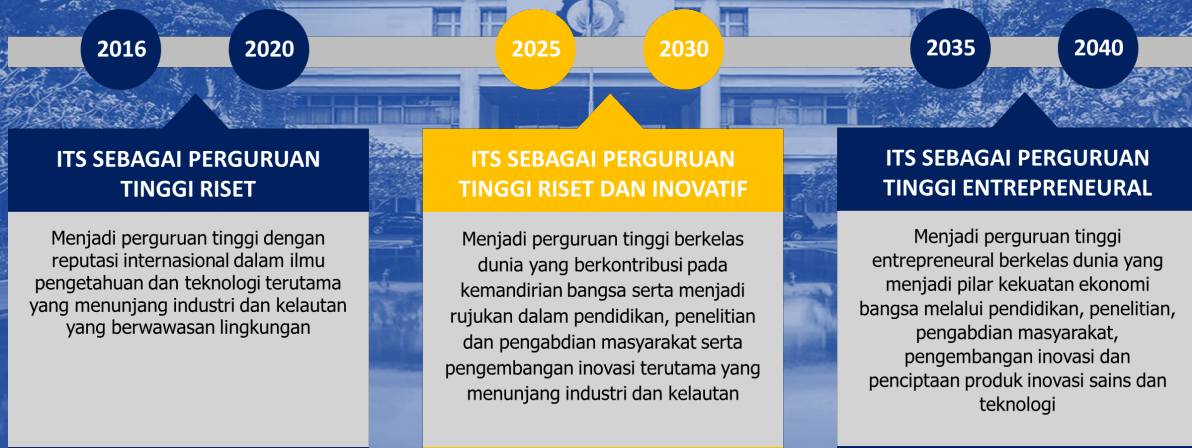 2016
2020
2025
2030
2035
2040
ITS SEBAGAI PERGURUAN
TINGGI RISET
Menjadi perguruan tinggi dengan
reputasi internasional dalam ilmu
pengetahuan dan teknologi terutama
yang menunjang industri dan kelautan
yang berwawasan lingkungan
ITS SEBAGAI PERGURUAN
TINGGI RISET DAN INOVATIF
Menjadi perguruan tinggi berkelas
dunia yang berkontribusi pada
kemandirian bangsa serta menjadi
rujukan dalam pendidikan, penelitian
dan pengabdian masyarakat serta
pengembangan inovasi terutama yang
menunjang industri dan kelautan
ITS SEBAGAI PERGURUAN
TINGGI ENTREPRENEURAL
Menjadi perguruan tinggi
entrepreneural berkelas dunia yang
menjadi pilar kekuatan ekonomi
bangsa melalui pendidikan, penelitian,
pengabdian masyarakat,
pengembangan inovasi dan
penciptaan produk inovasi sains dan
teknologi